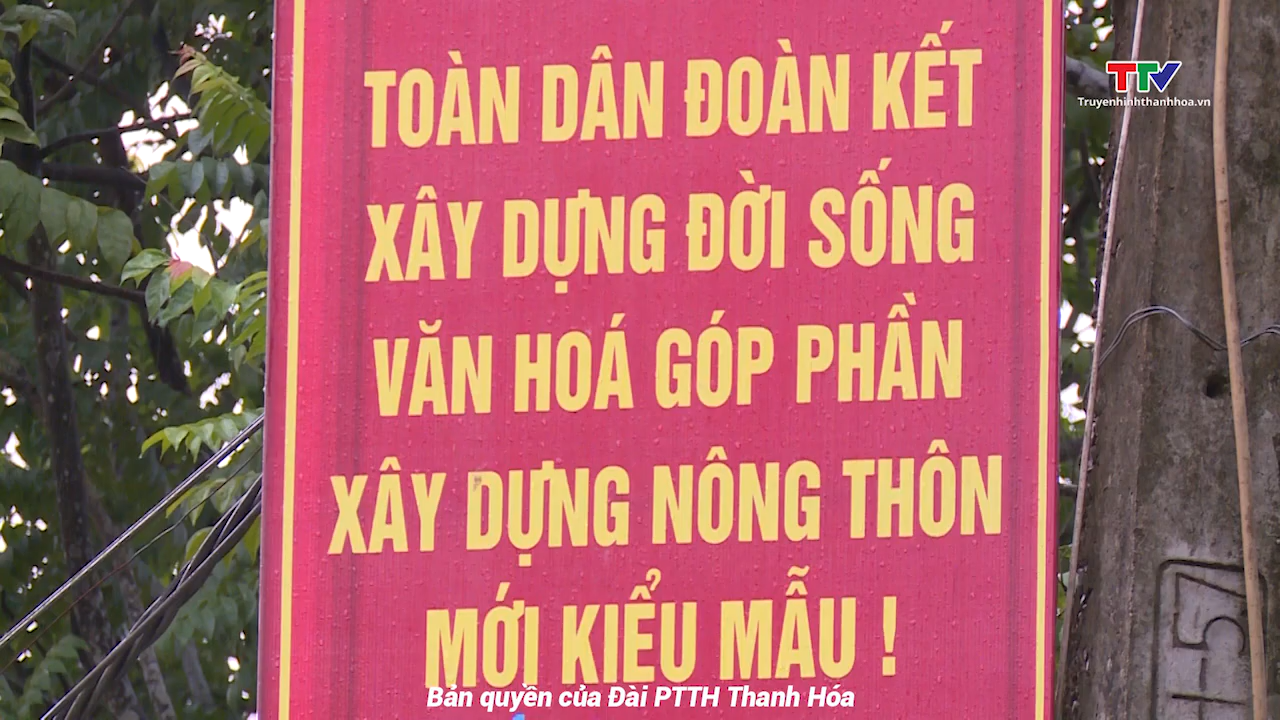 TOÀN DÂN ĐOÀN KẾT
XÂY DỰNG ĐỜI SỐNG
VĂN HOÁ GÓP PHẦN
XÂY DỰNG NÔNG THÔN
MỚI KIỂU MẪU !
TTV
Truyenhinhthanhhoa.vn
Bản quyền của Đài PTTH Thanh Hóa